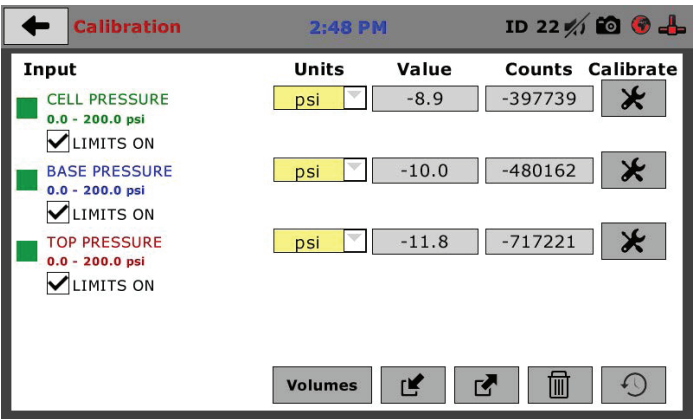 Calibration 2:48 PM ID 22
Input Units Value Counts Calibrate
CELL PRESSURE psi -8.9 -397739
0.0 - 200.0 psi
LIMITS ON
BASE PRESSURE psi -10.0 -480162
0.0 - 200.0 psi
LIMITS ON
TOP PRESSURE psi -11.8 -717221
0.0 - 200.0 psi
LIMITS ON
Volumes